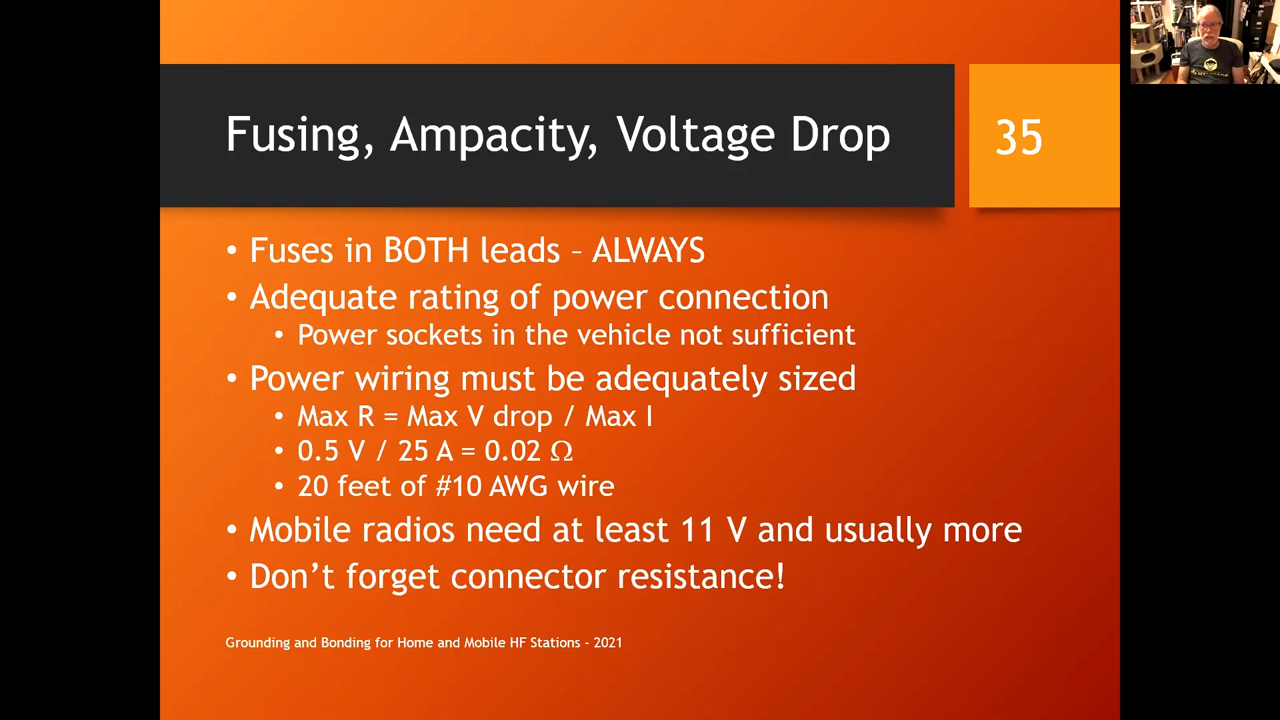 Fusing, Ampacity, Voltage Drop
35
• Fuses in BOTH leads – ALWAYS
• Adequate rating of power connection
• Power sockets in the vehicle not sufficient
• Power wiring must be adequately sized
• Max R = Max V drop / Max I
• 0.5 V / 25 A = 0.02 Ω
• 20 feet of #10 AWG wire
• Mobile radios need at least 11 V and usually more
• Don’t forget connector resistance!
Grounding and Bonding for Home and Mobile HF Stations - 2021